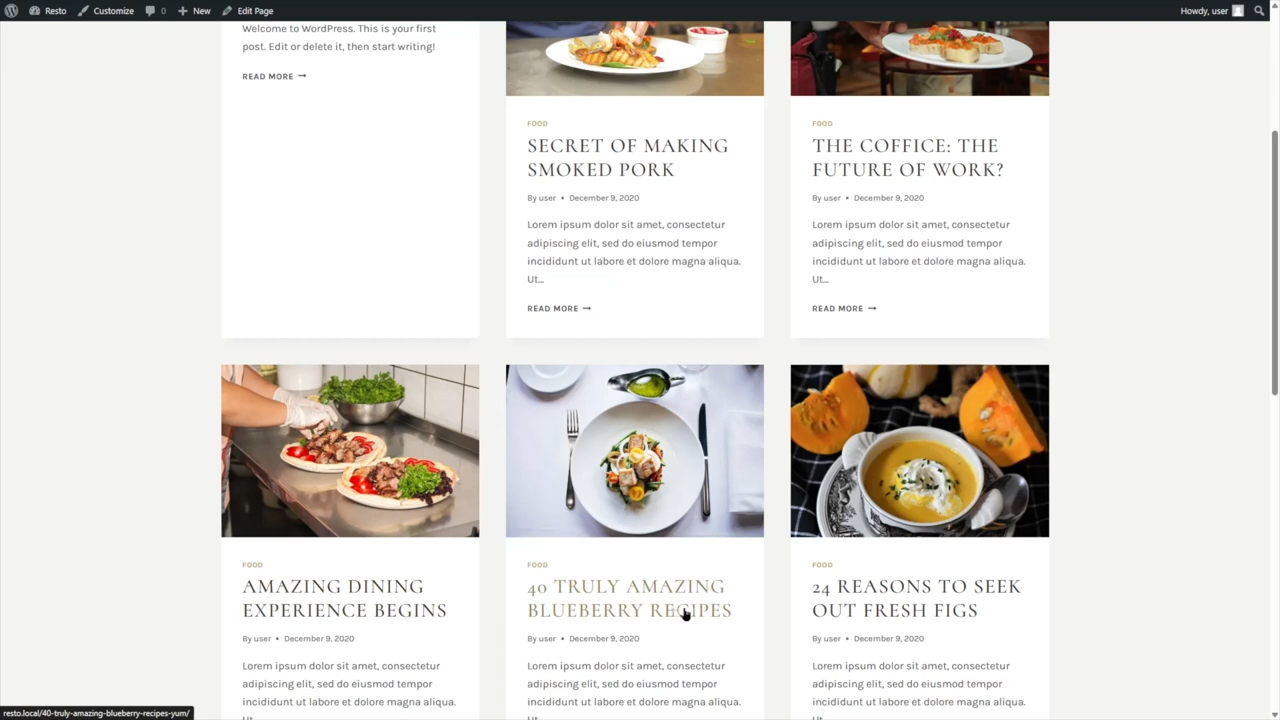 Resto
Customize
0
New
Edit Page
Howdy, user
Welcome to WordPress. This is your first
post. Edit or delete it, then start writing!
READ MORE →
FOOD
SECRET OF MAKING
SMOKED PORK
By user • December 9, 2020
Lorem ipsum dolor sit amet, consectetur
adipiscing elit, sed do eiusmod tempor
incididunt ut labore et dolore magna aliqua.
Ut...
READ MORE →
FOOD
THE COFFICE: THE
FUTURE OF WORK?
By user • December 9, 2020
Lorem ipsum dolor sit amet, consectetur
adipiscing elit, sed do eiusmod tempor
incididunt ut labore et dolore magna aliqua.
Ut...
READ MORE →
FOOD
AMAZING DINING
EXPERIENCE BEGINS
By user • December 9, 2020
Lorem ipsum dolor sit amet, consectetur
adipiscing elit, sed do eiusmod tempor
incididunt ut labore et dolore magna aliqua.
Ut...
FOOD
40 TRULY AMAZING
BLUEBERRY RECIPES
By user • December 9, 2020
Lorem ipsum dolor sit amet, consectetur
adipiscing elit, sed do eiusmod tempor
incididunt ut labore et dolore magna aliqua.
FOOD
24 REASONS TO SEEK
OUT FRESH FIGS
By user • December 9, 2020
Lorem ipsum dolor sit amet, consectetur
adipiscing elit, sed do eiusmod tempor
incididunt ut labore et dolore magna aliqua.
resto.local/40-truly-amazing-blueberry-recipes-yum/